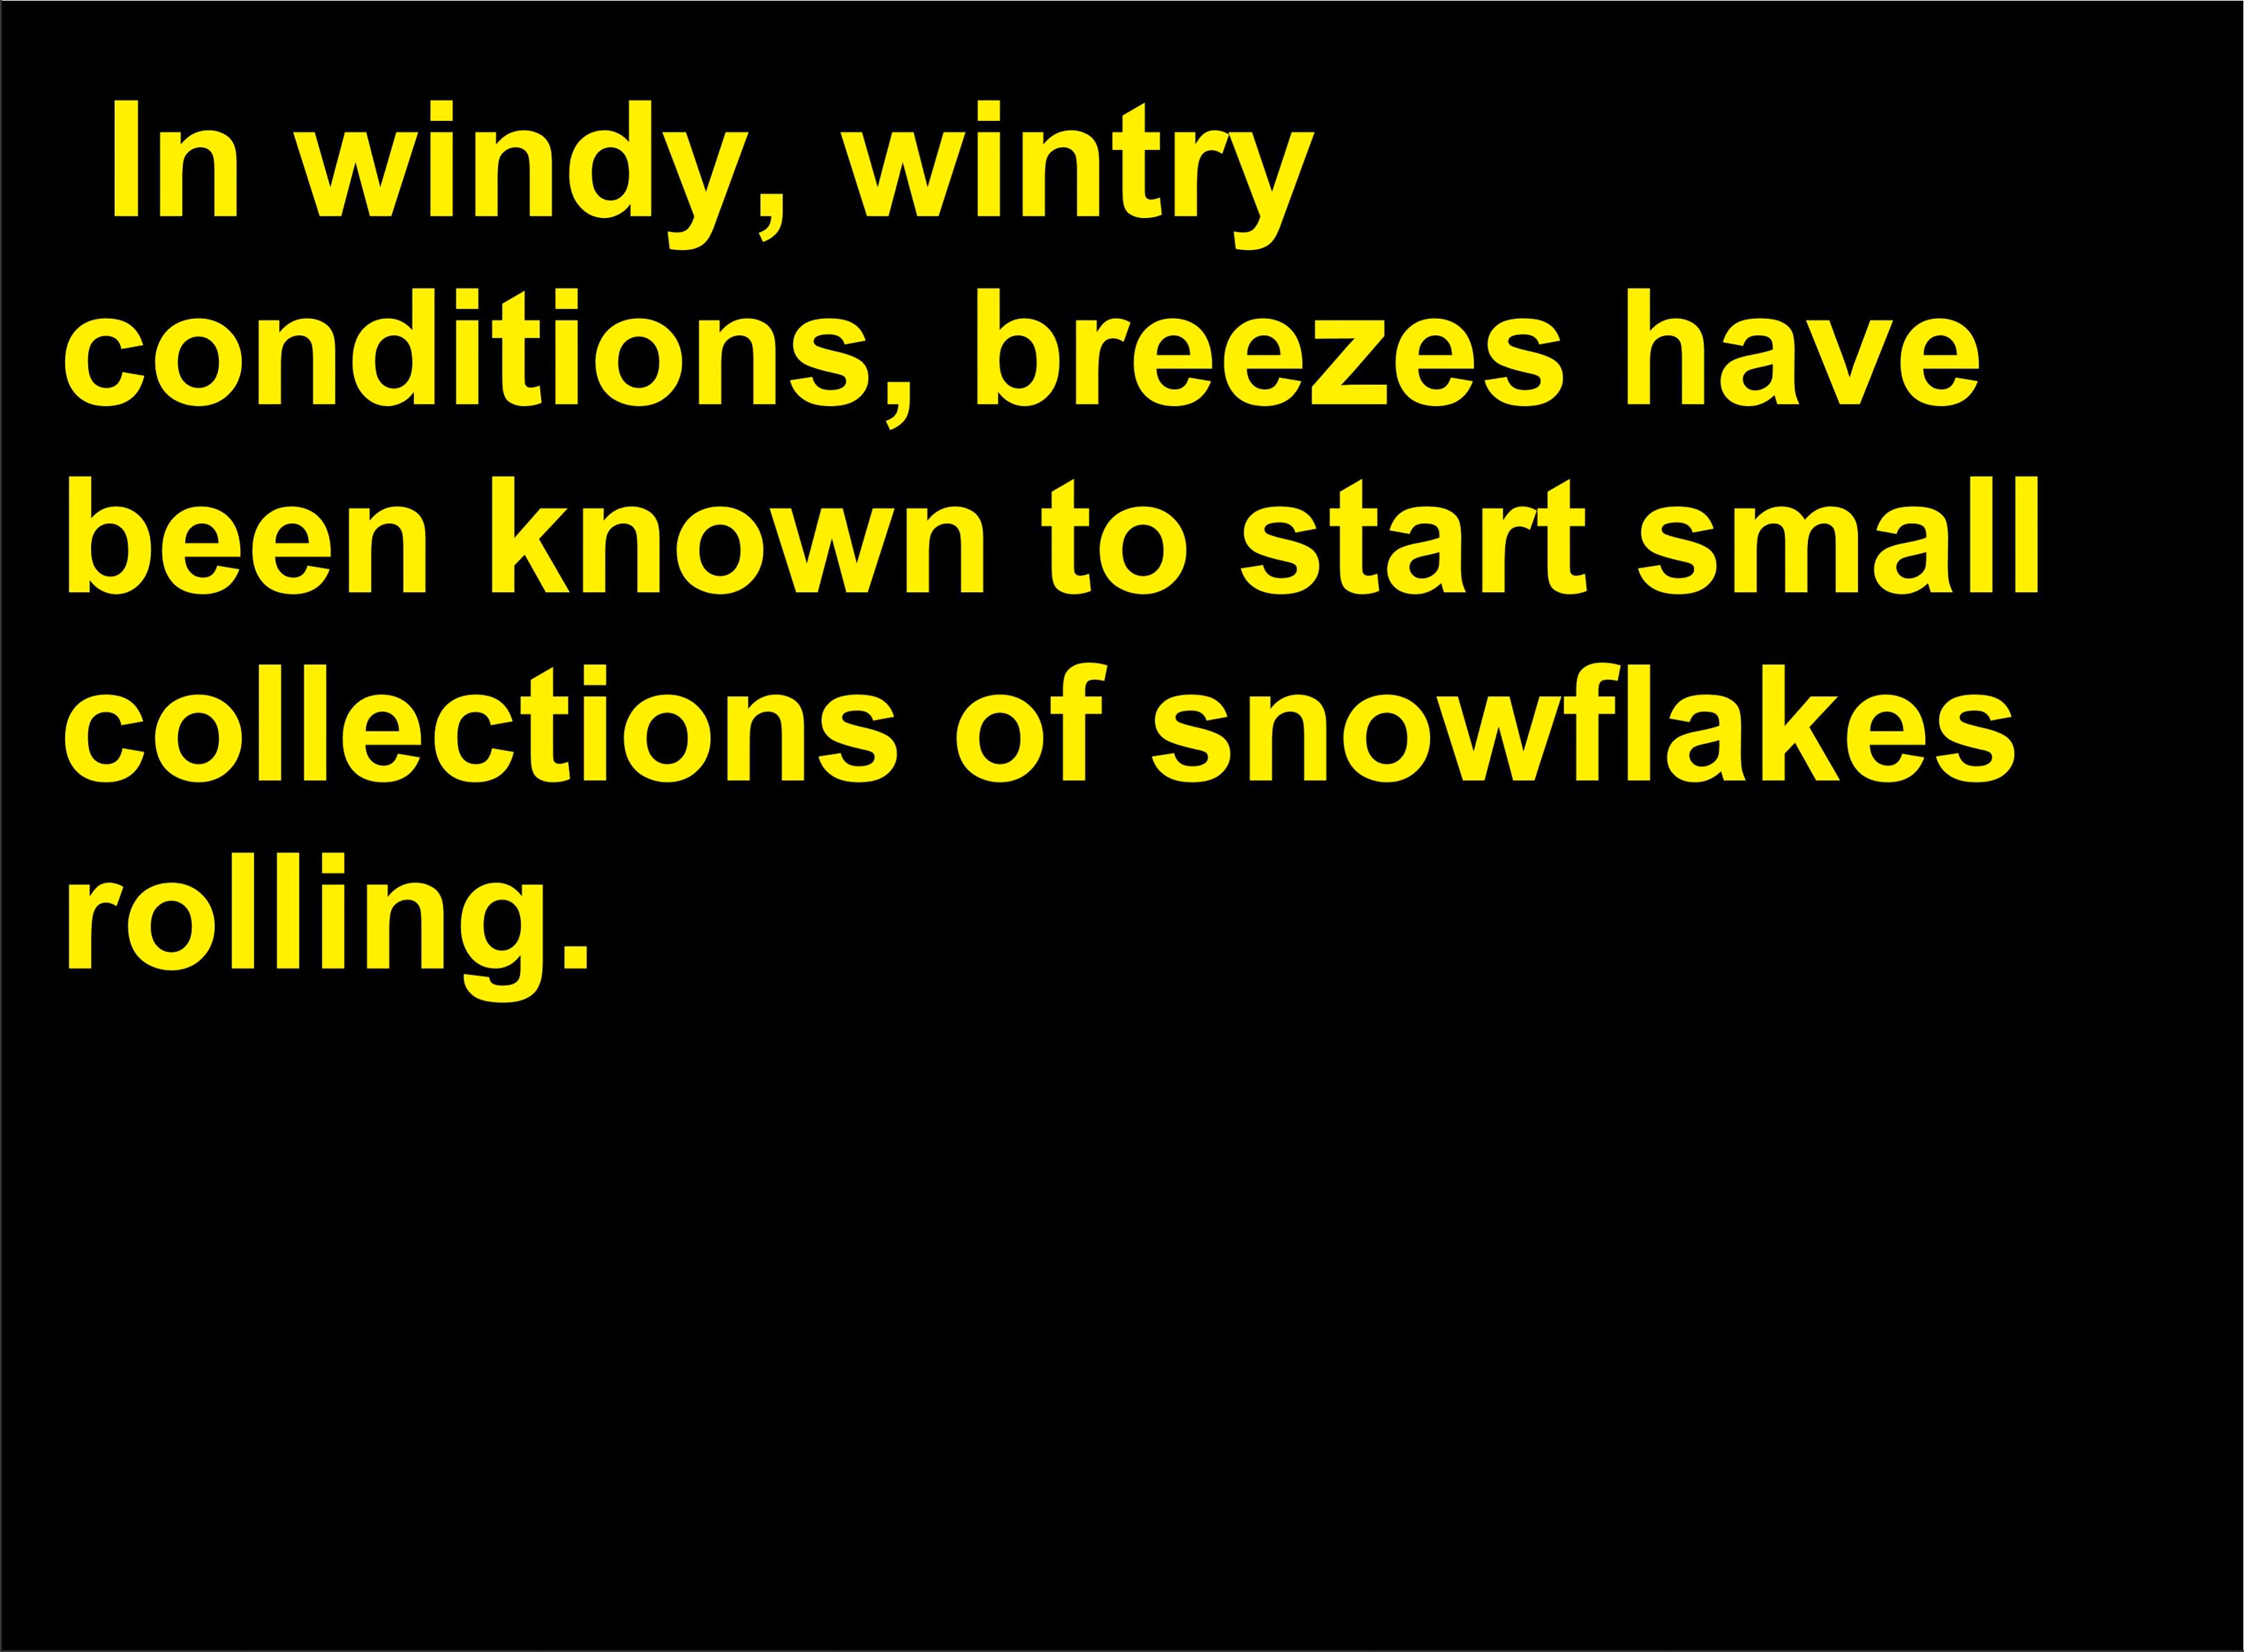 In windy, wintry
conditions, breezes have
been known to start small
collections of snowflakes
rolling.